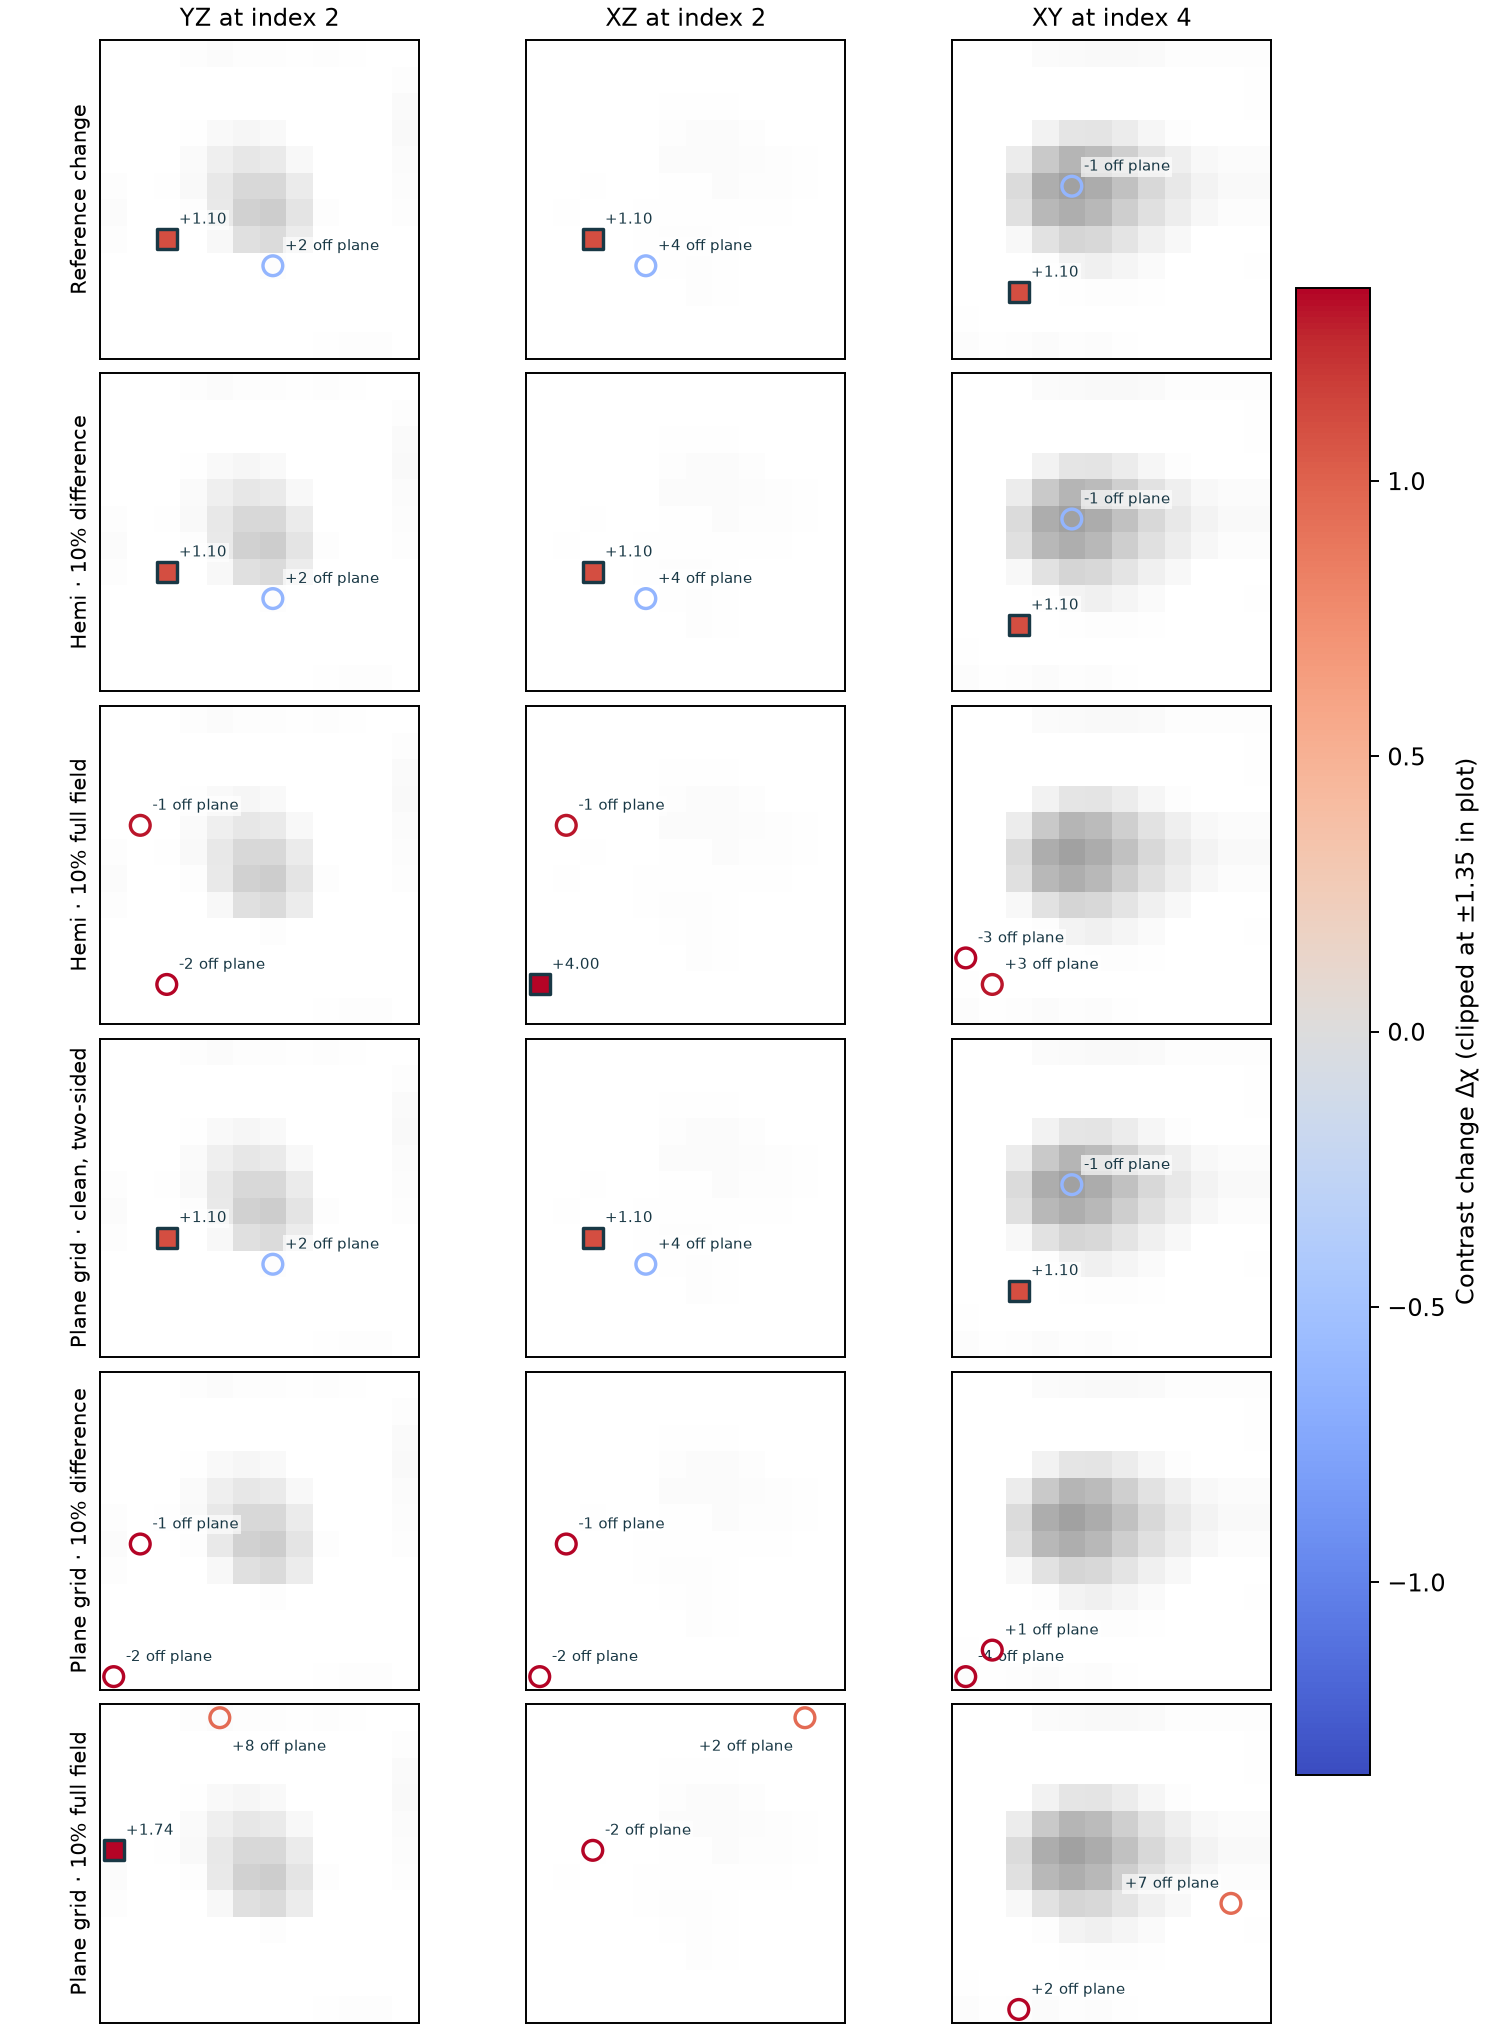 YZ at index 2
XZ at index 2
XY at index 4
Reference change
+1.10
+2 off plane
+1.10
+4 off plane
-1 off plane
+1.10
Hemi · 10% difference
+1.10
+2 off plane
+1.10
+4 off plane
-1 off plane
+1.10
Hemi · 10% full field
-1 off plane
-2 off plane
-1 off plane
+4.00
-3 off plane
+3 off plane
Plane grid · clean, two-sided
+1.10
+2 off plane
+1.10
+4 off plane
-1 off plane
+1.10
Plane grid · 10% difference
-1 off plane
-2 off plane
-1 off plane
-2 off plane
+1 off plane
-4 off plane
Plane grid · 10% full field
+8 off plane
+1.74
+2 off plane
-2 off plane
+7 off plane
+2 off plane
1.0
0.5
0.0
−0.5
−1.0
Contrast change Δχ (clipped at ±1.35 in plot)